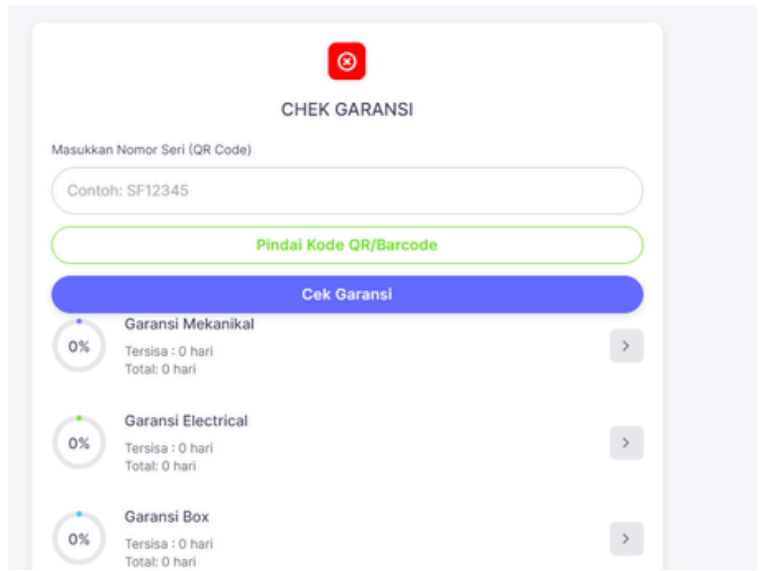 CHEK GARANSI
Masukkan Nomor Seri (QR Code)
Contoh: SF12345
Pindai Kode QR/Barcode
Cek Garansi
0%
Garansi Mekanikal
Tersisa : 0 hari
Total: 0 hari
0%
Garansi Electrical
Tersisa : 0 hari
Total: 0 hari
0%
Garansi Box
Tersisa : 0 hari
Total: 0 hari